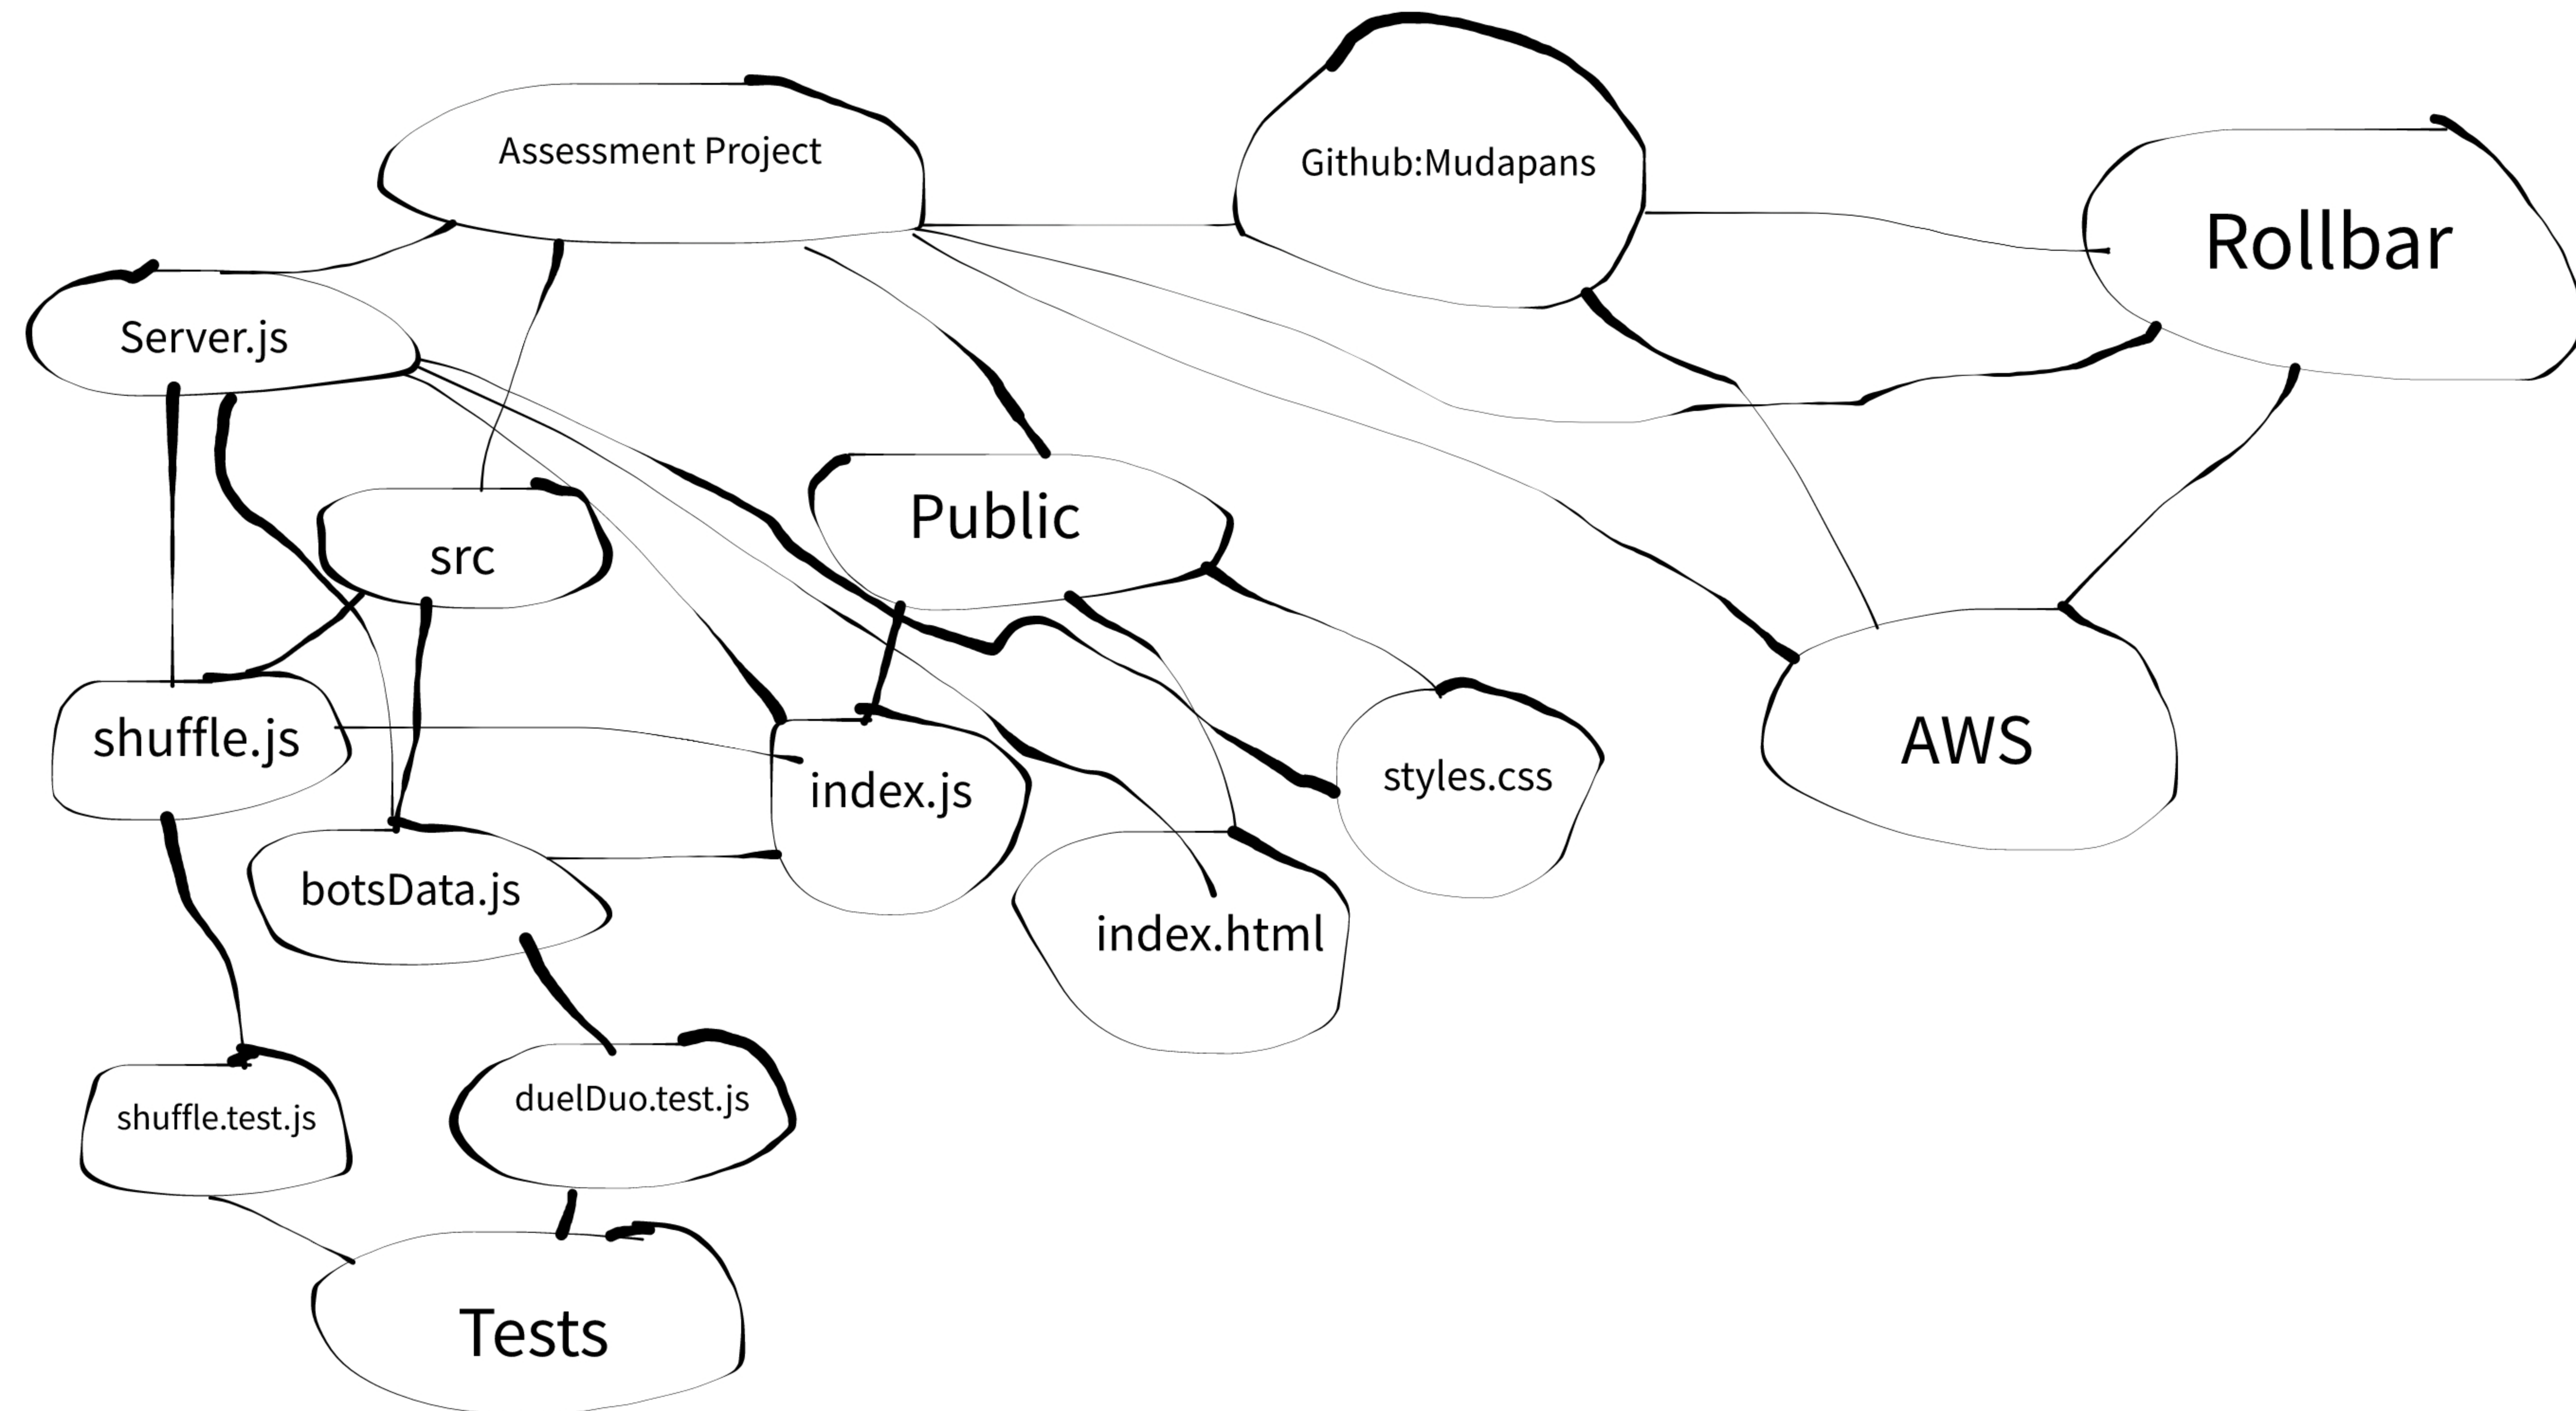 Assessment Project
Github:Mudapans
Rollbar
Server.js
Public
src
shuffle.js
index.js
styles.css
AWS
botsData.js
index.html
shuffle.test.js
duelDuo.test.js
Tests